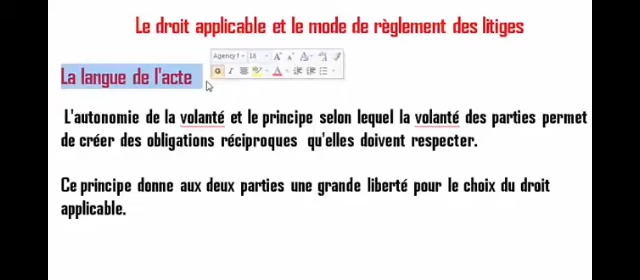 Le droit applicable et le mode de règlement des litiges
La langue de l'acte
Agency F 18
G I
L'autonomie de la volanté et le principe selon lequel la volanté des parties permet
de créer des obligations réciproques qu'elles doivent respecter.
Ce principe donne aux deux parties une grande liberté pour le choix du droit
applicable.